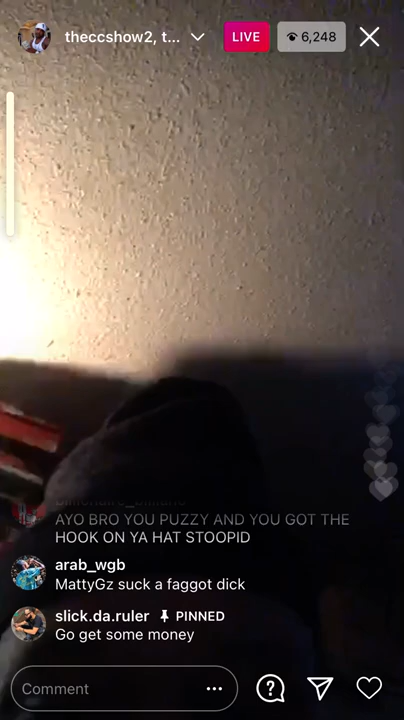 theccshow2, t...
LIVE
6,248
AYO BRO YOU PUZZY AND YOU GOT THE
HOOK ON YA HAT STOOPID
arab_wgb
MattyGz suck a faggot dick
slick.da.ruler PINNED
Go get some money
Comment